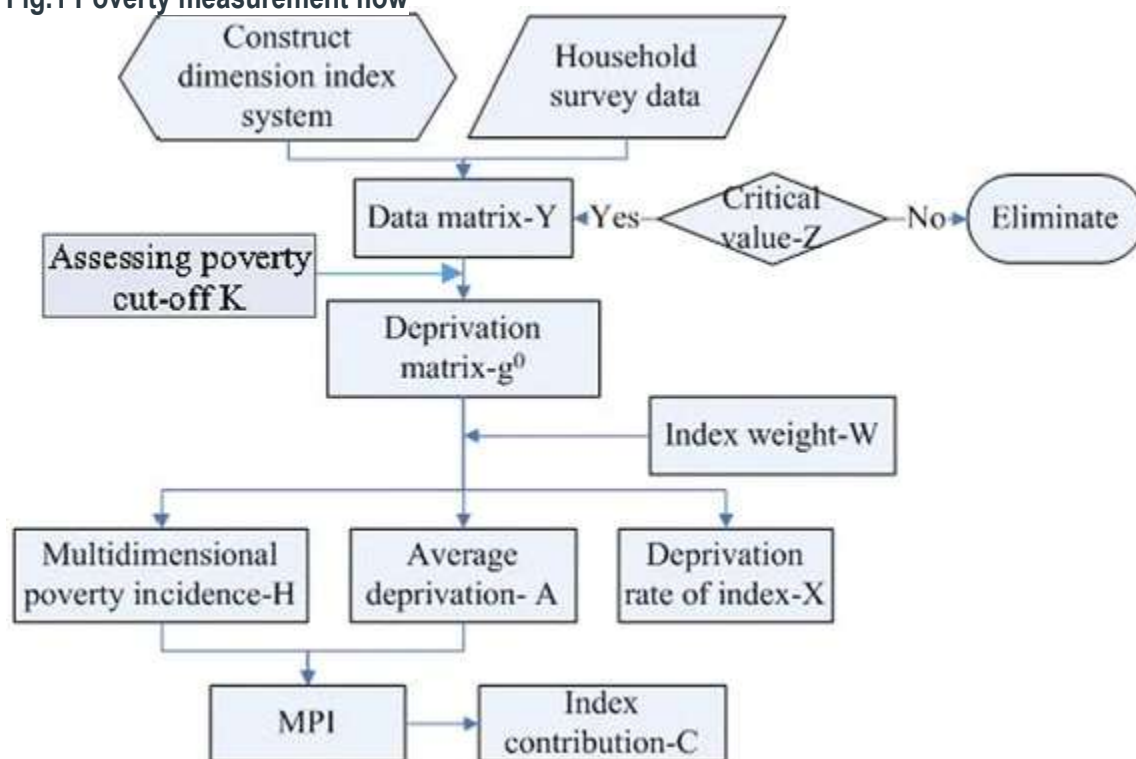 Fig.1 Poverty measurement flow
Construct
dimension index
system
Household
survey data
Data matrix-Y
Yes
Critical
value-Z
No
Eliminate
Assessing poverty
cut-off K
Deprivation
matrix-g⁰
Index weight-W
Multidimensional
poverty incidence-H
Average
deprivation- A
Deprivation
rate of index-X
MPI
Index
contribution-C